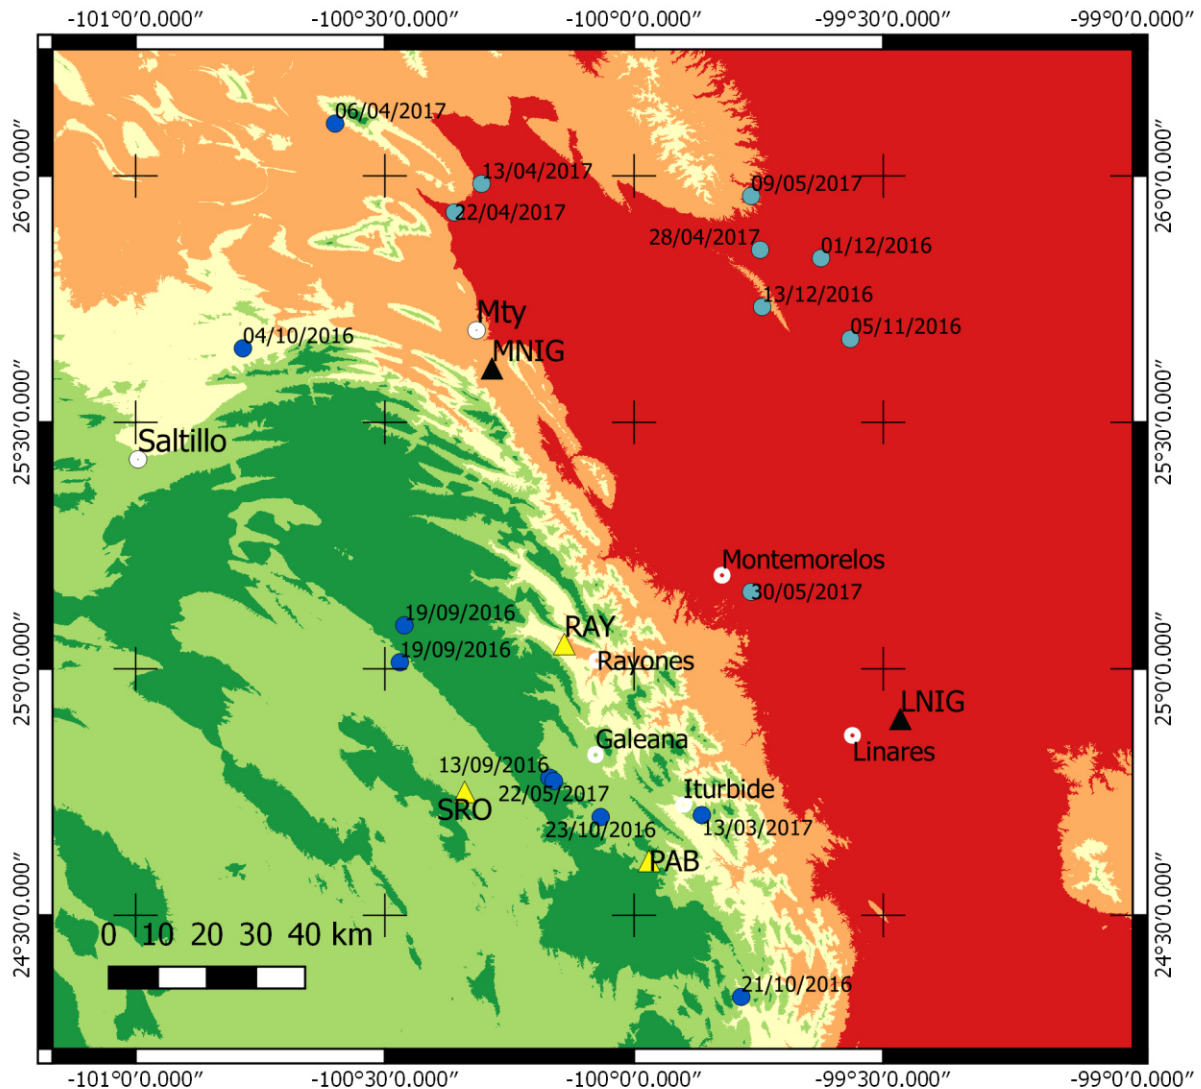 -101°0′0.000″ -100°30′0.000″ -100°0′0.000″ -99°30′0.000″ -99°0′0.000″
06/04/2017
13/04/2017
09/05/2017
26°0′0.000″ 26°0′0.000″
22/04/2017
28/04/2017
01/12/2016
13/12/2016
Mty
05/11/2016
04/10/2016
MNIG
Saltillo
25°30′0.000″ 25°30′0.000″
Montemorelos
30/05/2017
19/09/2016
RAY
19/09/2016
Rayones
25°0′0.000″ 25°0′0.000″
LNIG
Galeana
Linares
13/09/2016
22/05/2017
Iturbide
SRO
23/10/2016
13/03/2017
PAB
24°30′0.000″ 24°30′0.000″
0 10 20 30 40 km
21/10/2016
-101°0′0.000″ -100°30′0.000″ -100°0′0.000″ -99°30′0.000″ -99°0′0.000″